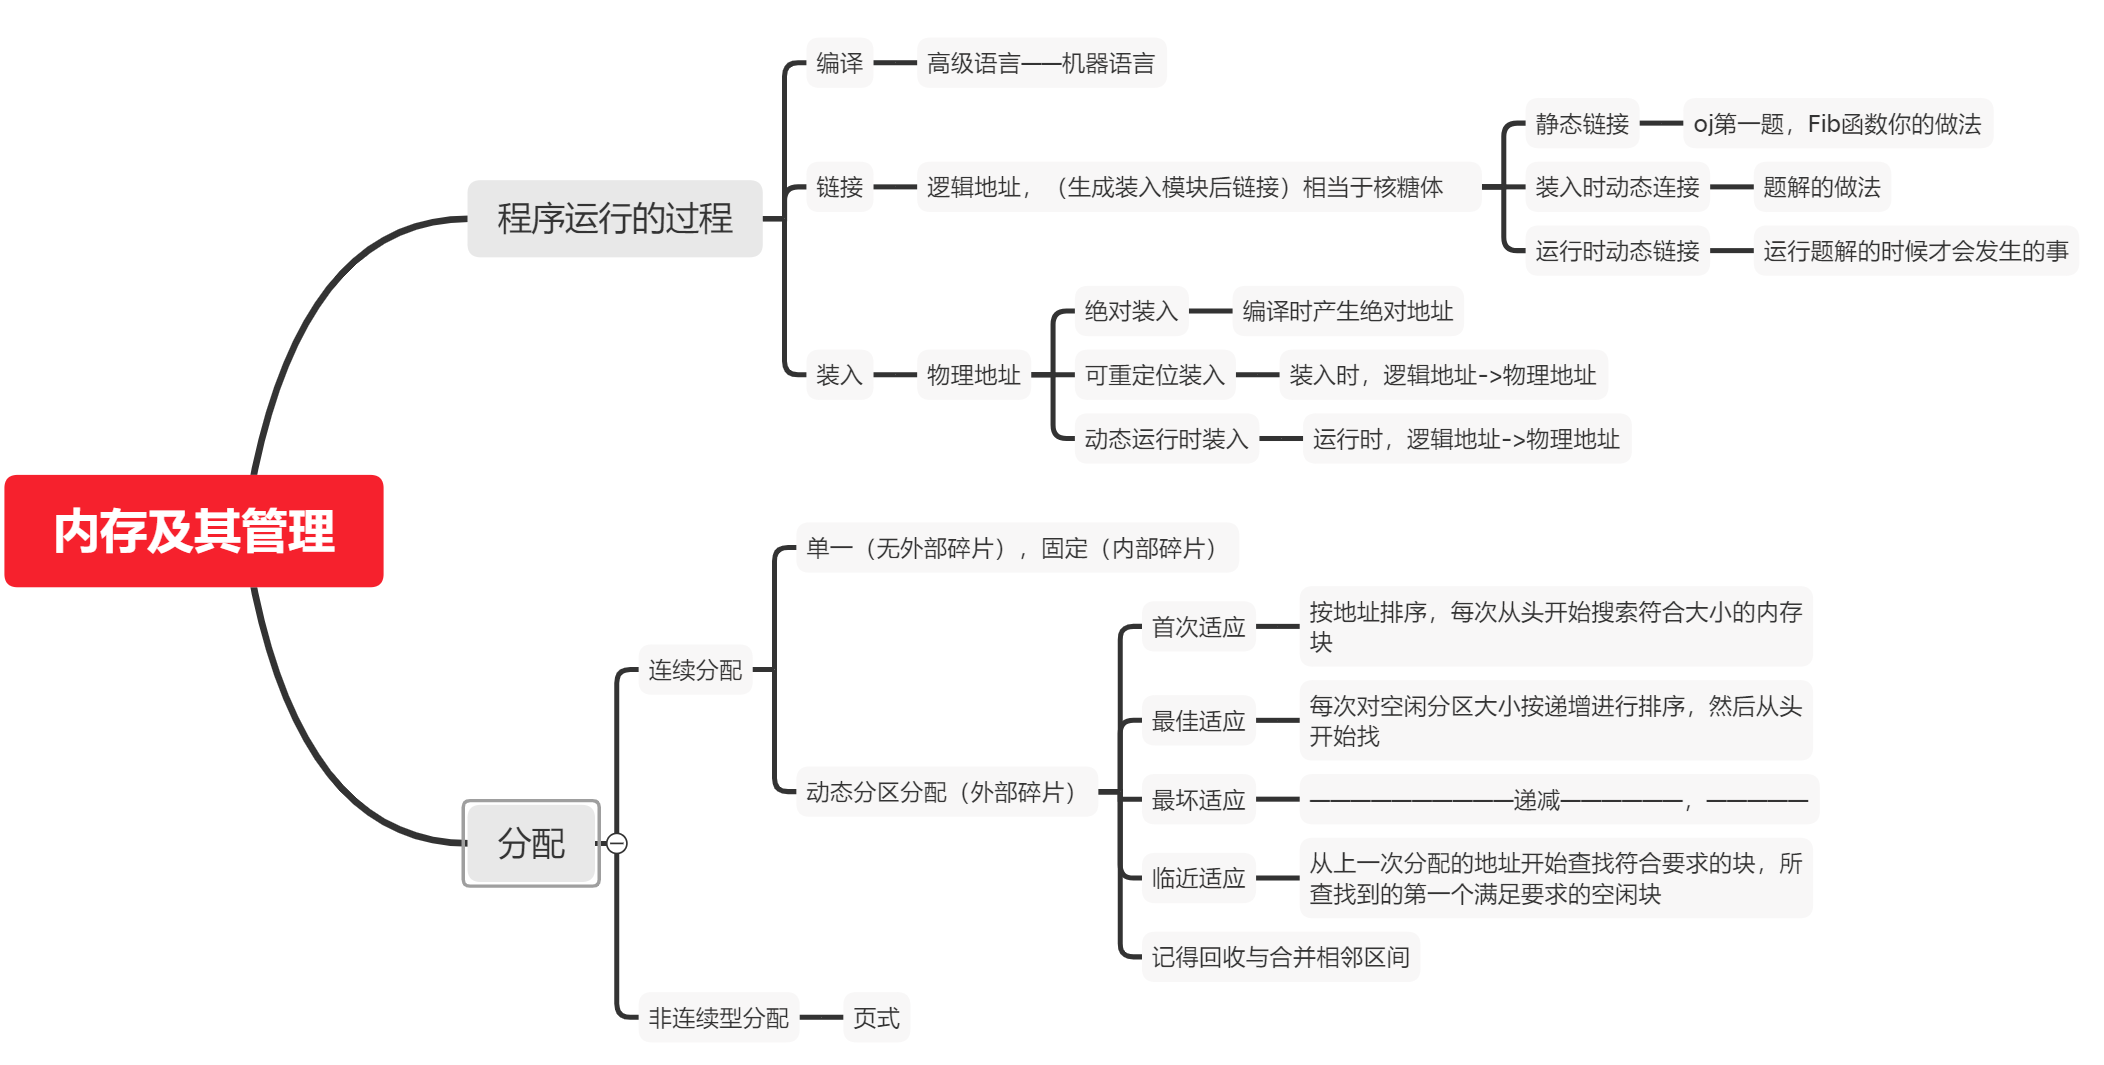 内存及其管理
程序运行的过程
编译
高级语言——机器语言
链接
逻辑地址，（生成装入模块后链接）相当于核糖体
静态链接
oj第一题，Fib函数你的做法
装入时动态连接
题解的做法
运行时动态链接
运行题解的时候才会发生的事
装入
物理地址
绝对装入
编译时产生绝对地址
可重定位装入
装入时，逻辑地址->物理地址
动态运行时装入
运行时，逻辑地址->物理地址
分配
连续分配
单一（无外部碎片），固定（内部碎片）
动态分区分配（外部碎片）
首次适应
按地址排序，每次从头开始搜索符合大小的内存
块
最佳适应
每次对空闲分区大小按递增进行排序，然后从头
开始找
最坏适应
——————————递减——————，—————
临近适应
从上一次分配的地址开始查找符合要求的块，所
查找到的第一个满足要求的空闲块
记得回收与合并相邻区间
非连续型分配
页式